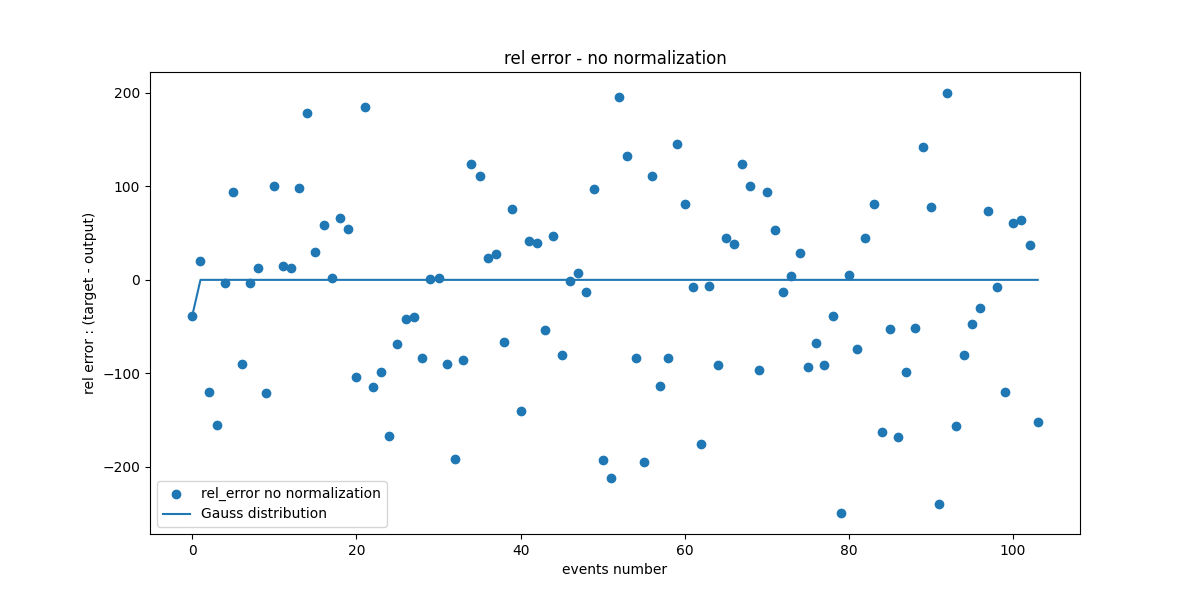 rel error - no normalization
rel error : (target - output)
200
100
0
−100
−200
rel_error no normalization
Gauss distribution
0 20 40 60 80 100
events number